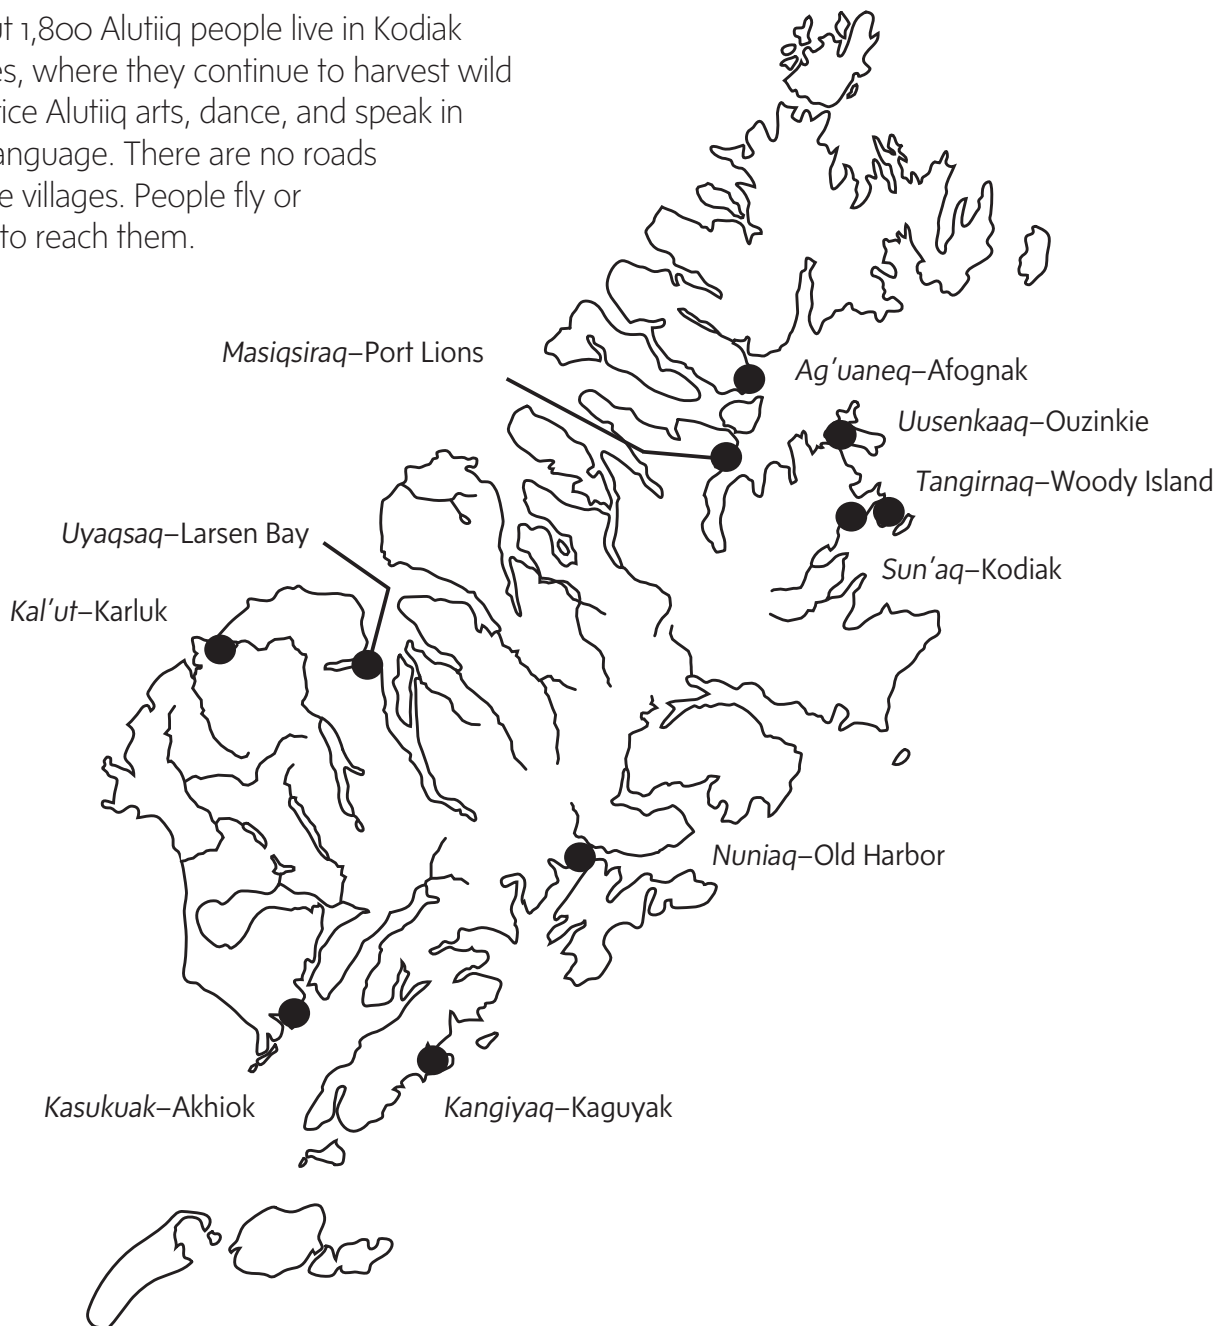 1,800 Alutiiq people live in Kodiak
where they continue to harvest wild
Alutiiq arts, dance, and speak in
language. There are no roads
villages. People fly or
to reach them.
Masiqsiraq–Port Lions
Ag’uaneq–Afognak
Uusenkaaq–Ouzinkie
Tangirnaq–Woody Island
Uyaqsaq–Larsen Bay
Sun’aq–Kodiak
Kal’ut–Karluk
Nuniaq–Old Harbor
Kasukuak–Akhiok
Kangiyaq–Kaguyak